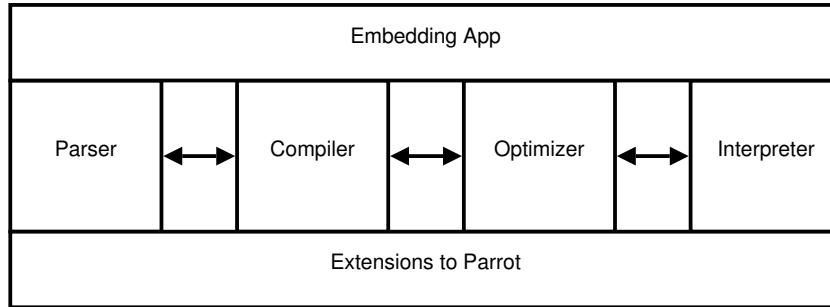 Embedding App
Parser Compiler Optimizer Interpreter
Extensions to Parrot